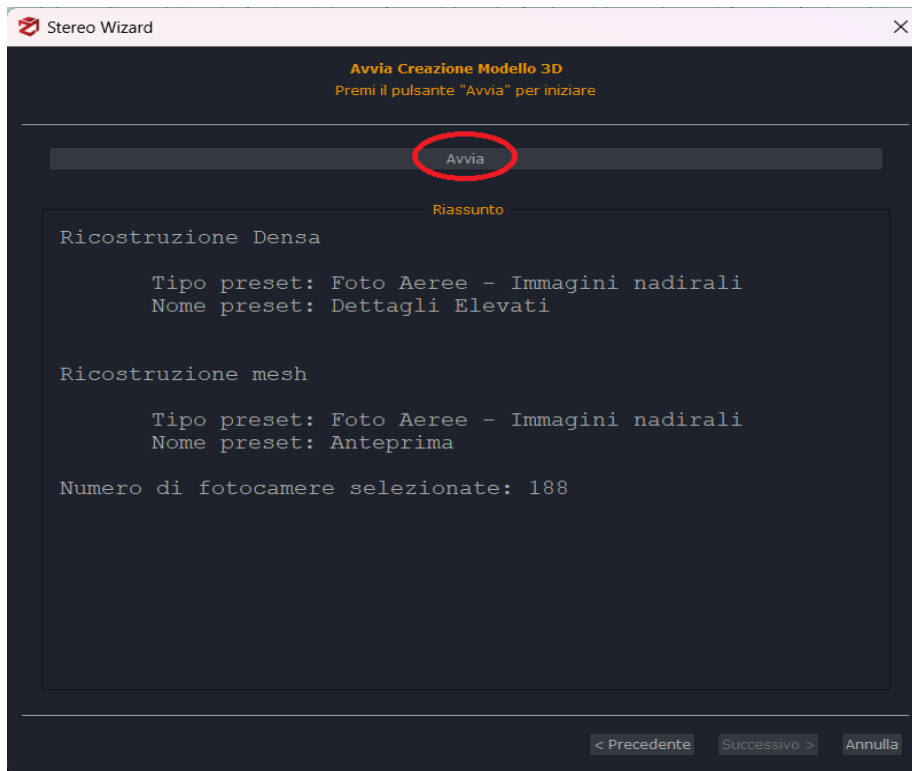 Stereo Wizard
Avvia Creazione Modello 3D
Premi il pulsante "Avvia" per iniziare
Avvia
Riassunto
Ricostruzione Densa
Tipo preset: Foto Aeree - Immagini nadirali
Nome preset: Dettagli Elevati
Ricostruzione mesh
Tipo preset: Foto Aeree - Immagini nadirali
Nome preset: Anteprima
Numero di fotocamere selezionate: 188
< Precedente Successivo > Annulla